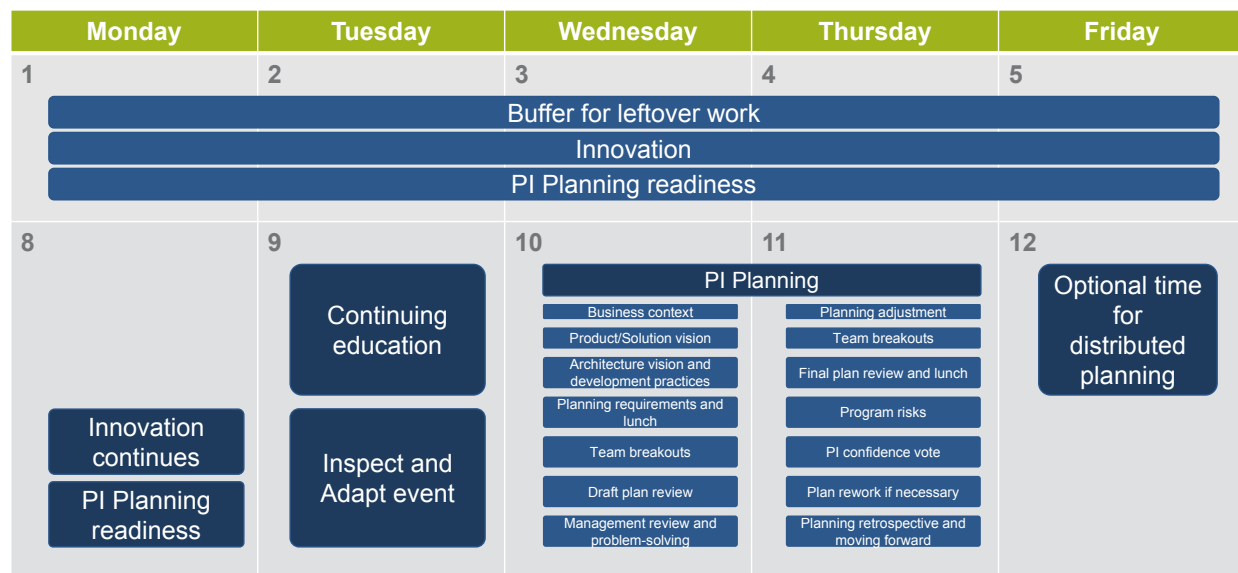 Monday
Tuesday
Wednesday
Thursday
Friday
1
2
3
4
5
Buffer for leftover work
Innovation
PI Planning readiness
8
9
10
11
12
Innovation
continues
PI Planning
readiness
Continuing
education
Inspect and
Adapt event
PI Planning
Business context
Product/Solution vision
Architecture vision and
development practices
Planning requirements and
lunch
Team breakouts
Draft plan review
Management review and
problem-solving
Planning adjustment
Team breakouts
Final plan review and lunch
Program risks
PI confidence vote
Plan rework if necessary
Planning retrospective and
moving forward
Optional time
for
distributed
planning